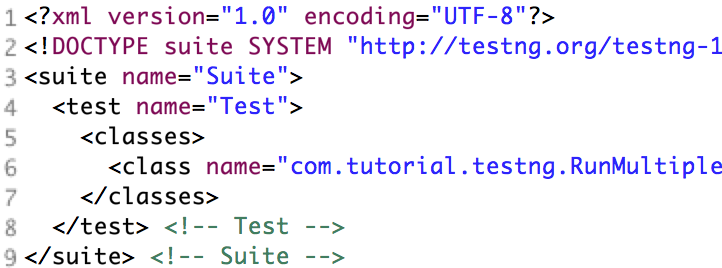 1 <?xml version="1.0" encoding="UTF-8"?>
2 <!DOCTYPE suite SYSTEM "http://testng.org/testng-1
3 <suite name="Suite">
4   <test name="Test">
5     <classes>
6       <class name="com.tutorial.testng.RunMultiple
7     </classes>
8   </test> <!-- Test -->
9 </suite> <!-- Suite -->